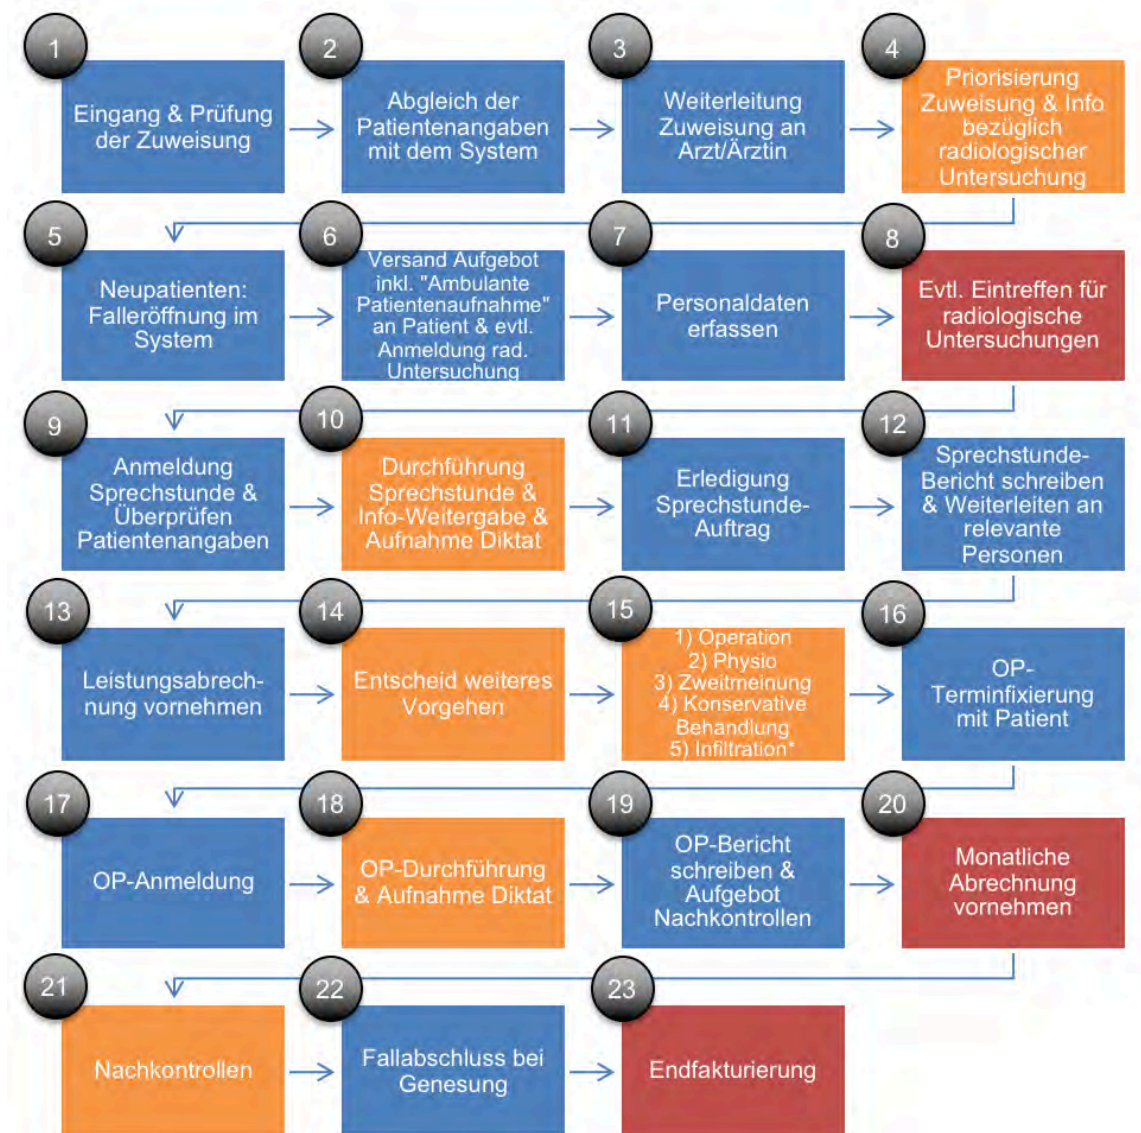 1
Eingang & Prüfung
der Zuweisung
2
Abgleich der
Patientenangaben
mit dem System
3
Weiterleitung
Zuweisung an
Arzt/Ärztin
4
Priorisierung
Zuweisung & Info
bezüglich
radiologischer
Untersuchung
5
Neupatienten:
Falleröffnung im
System
6
Versand Aufgebot
inkl. "Ambulante
Patientenaufnahme"
an Patient & evtl.
Anmeldung rad.
Untersuchung
7
Personaldaten
erfassen
8
Evtl. Eintreffen für
radiologische
Untersuchungen
9
Anmeldung
Sprechstunde &
Überprüfen
Patientenangaben
10
Durchführung
Sprechstunde &
Info-Weitergabe &
Aufnahme Diktat
11
Erledigung
Sprechstunde-
Auftrag
12
Sprechstunde-
Bericht schreiben
& Weiterleiten an
relevante
Personen
13
Leistungsabrech-
nung vornehmen
14
Entscheid weiteres
Vorgehen
15
1) Operation
2) Physio
3) Zweitmeinung
4) Konservative
Behandlung
5) Infiltration*
16
OP-
Terminfixierung
mit Patient
17
OP-Anmeldung
18
OP-Durchführung
& Aufnahme Diktat
19
OP-Bericht
schreiben &
Aufgebot
Nachkontrollen
20
Monatliche
Abrechnung
vornehmen
21
Nachkontrollen
22
Fallabschluss bei
Genesung
23
Endfakturierung